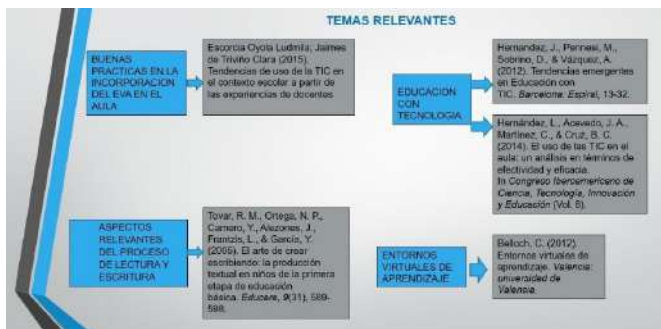 TEMAS RELEVANTES
BUENAS
PRACTICAS EN LA
INCORPORACION
DEL EVA EN EL
AULA
Escorcia Oyola Ludmila, Jaimes
de Triviño Clara (2015).
Tendencias de uso de la TIC en
el contexto escolar a partir de
las experiencias de docentes
EDUCACION
CON
TECNOLOGIA
Hernandez, J., Pennesi, M.,
Sobrino, D., & Vázquez, A.
(2012). Tendencias emergentes
en Educación con
TIC. Barcelona: Espiral, 13-32.
Hernández, L., Acevedo, J. A.,
Martínez, C., & Cruz, B. C.
(2014). El uso de las TIC en el
aula: un análisis en términos de
efectividad y eficacia.
In Congreso Iberoamericano de
Ciencia, Tecnología, Innovación
y Educación (Vol. 8).
ASPECTOS
RELEVANTES
DEL PROCESO
DE LECTURA Y
ESCRITURA
Tovar, R. M., Ortega, N. P.,
Camero, Y., Alezones, J.,
Frantzis, L., & García, Y.
(2005). El arte de crear
escribiendo: la producción
textual en niños de la primera
etapa de educación
básica. Educere, 9(31), 589-
598.
ENTORNOS
VIRTUALES DE
APRENDIZAJE
Belloch, C. (2012).
Entornos virtuales de
aprendizaje. Valencia:
universidad de
Valencia.